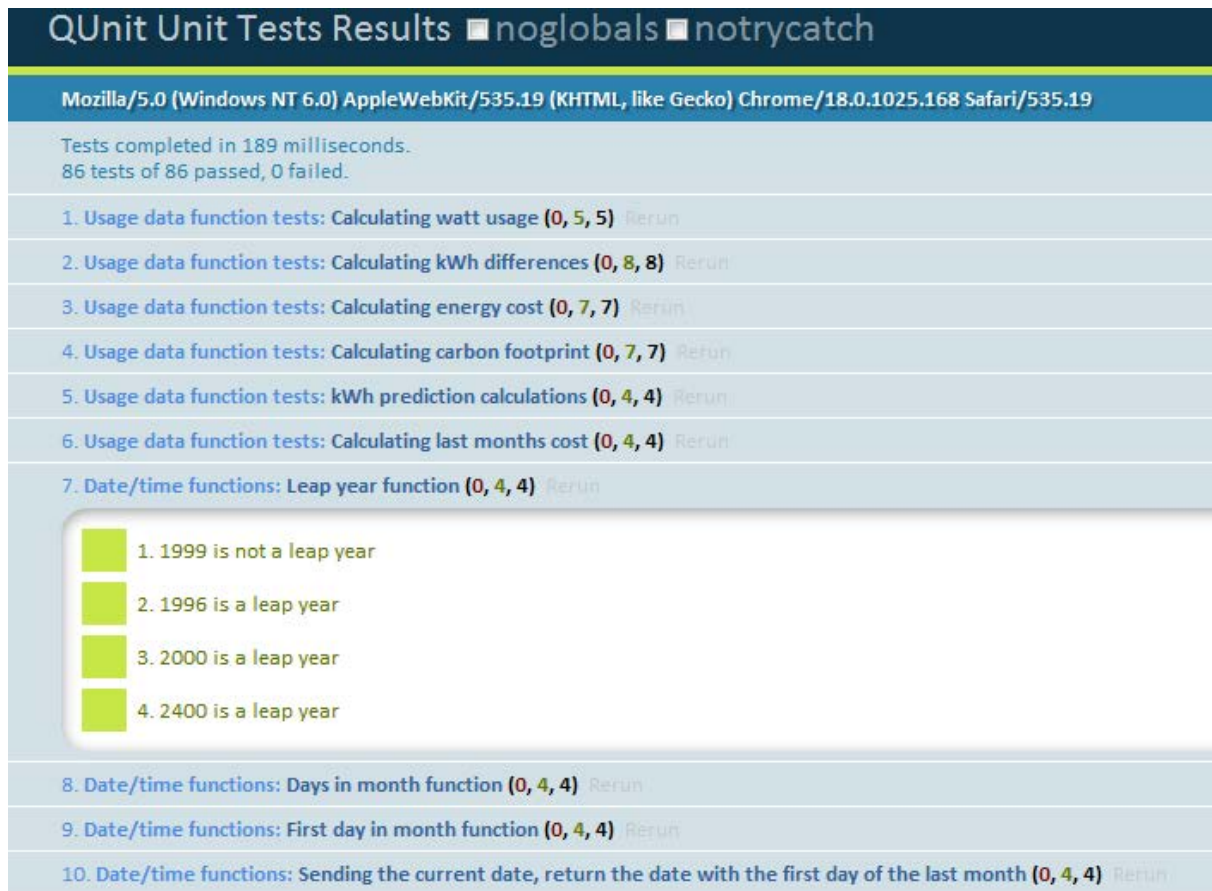 QUnit Unit Tests Results noglobals notrycatch
Mozilla/5.0 (Windows NT 6.0) AppleWebKit/535.19 (KHTML, like Gecko) Chrome/18.0.1025.168 Safari/535.19
Tests completed in 189 milliseconds.
86 tests of 86 passed, 0 failed.
1. Usage data function tests: Calculating watt usage (0, 5, 5) Rerun
2. Usage data function tests: Calculating kWh differences (0, 8, 8) Rerun
3. Usage data function tests: Calculating energy cost (0, 7, 7) Rerun
4. Usage data function tests: Calculating carbon footprint (0, 7, 7) Rerun
5. Usage data function tests: kWh prediction calculations (0, 4, 4) Rerun
6. Usage data function tests: Calculating last months cost (0, 4, 4) Rerun
7. Date/time functions: Leap year function (0, 4, 4) Rerun
1. 1999 is not a leap year
2. 1996 is a leap year
3. 2000 is a leap year
4. 2400 is a leap year
8. Date/time functions: Days in month function (0, 4, 4) Rerun
9. Date/time functions: First day in month function (0, 4, 4) Rerun
10. Date/time functions: Sending the current date, return the date with the first day of the last month (0, 4, 4) Rerun